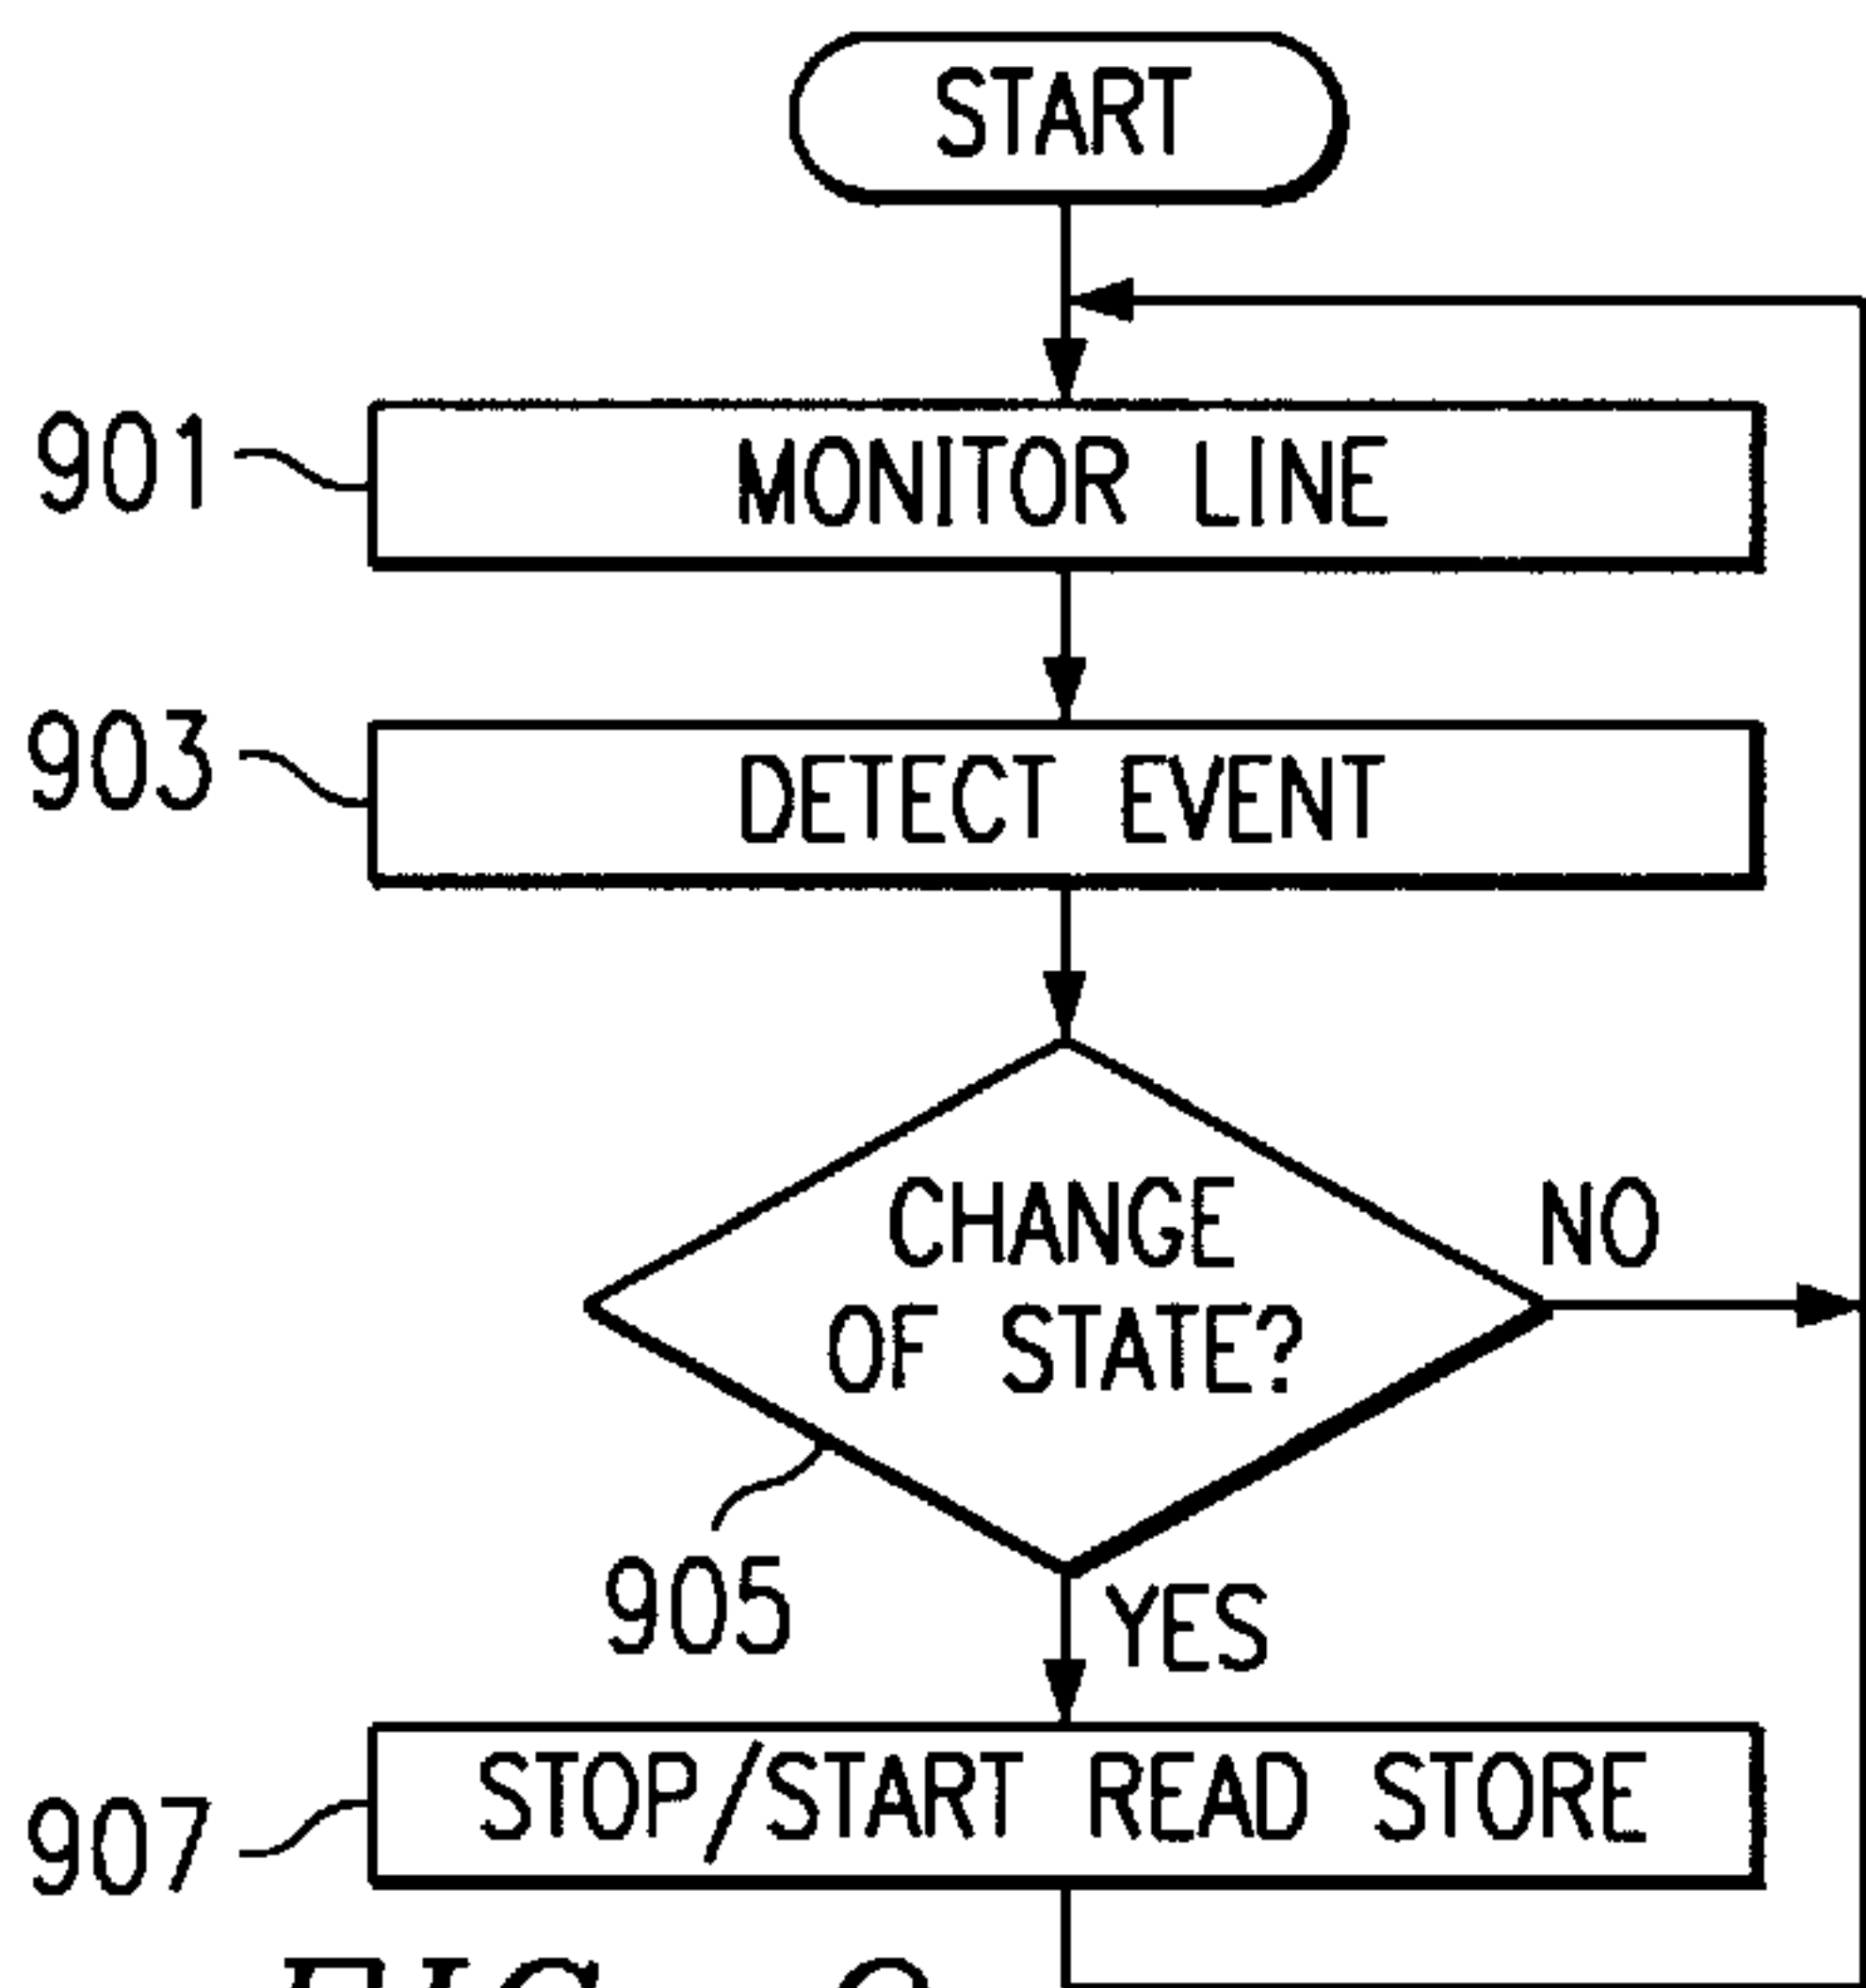 START
901
MONITOR LINE
903
DETECT EVENT
CHANGE
OF STATE?
NO
905
YES
907
STOP/START READ STORE